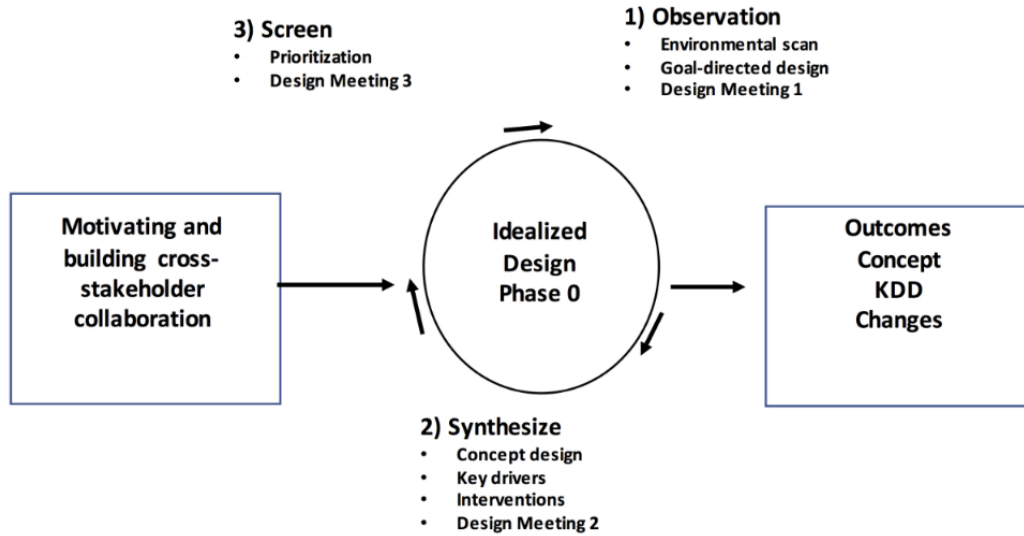 3) Screen
• Prioritization
• Design Meeting 3
1) Observation
• Environmental scan
• Goal-directed design
• Design Meeting 1
Motivating and
building cross-
stakeholder
collaboration
Idealized
Design
Phase 0
Outcomes
Concept
KDD
Changes
2) Synthesize
• Concept design
• Key drivers
• Interventions
• Design Meeting 2